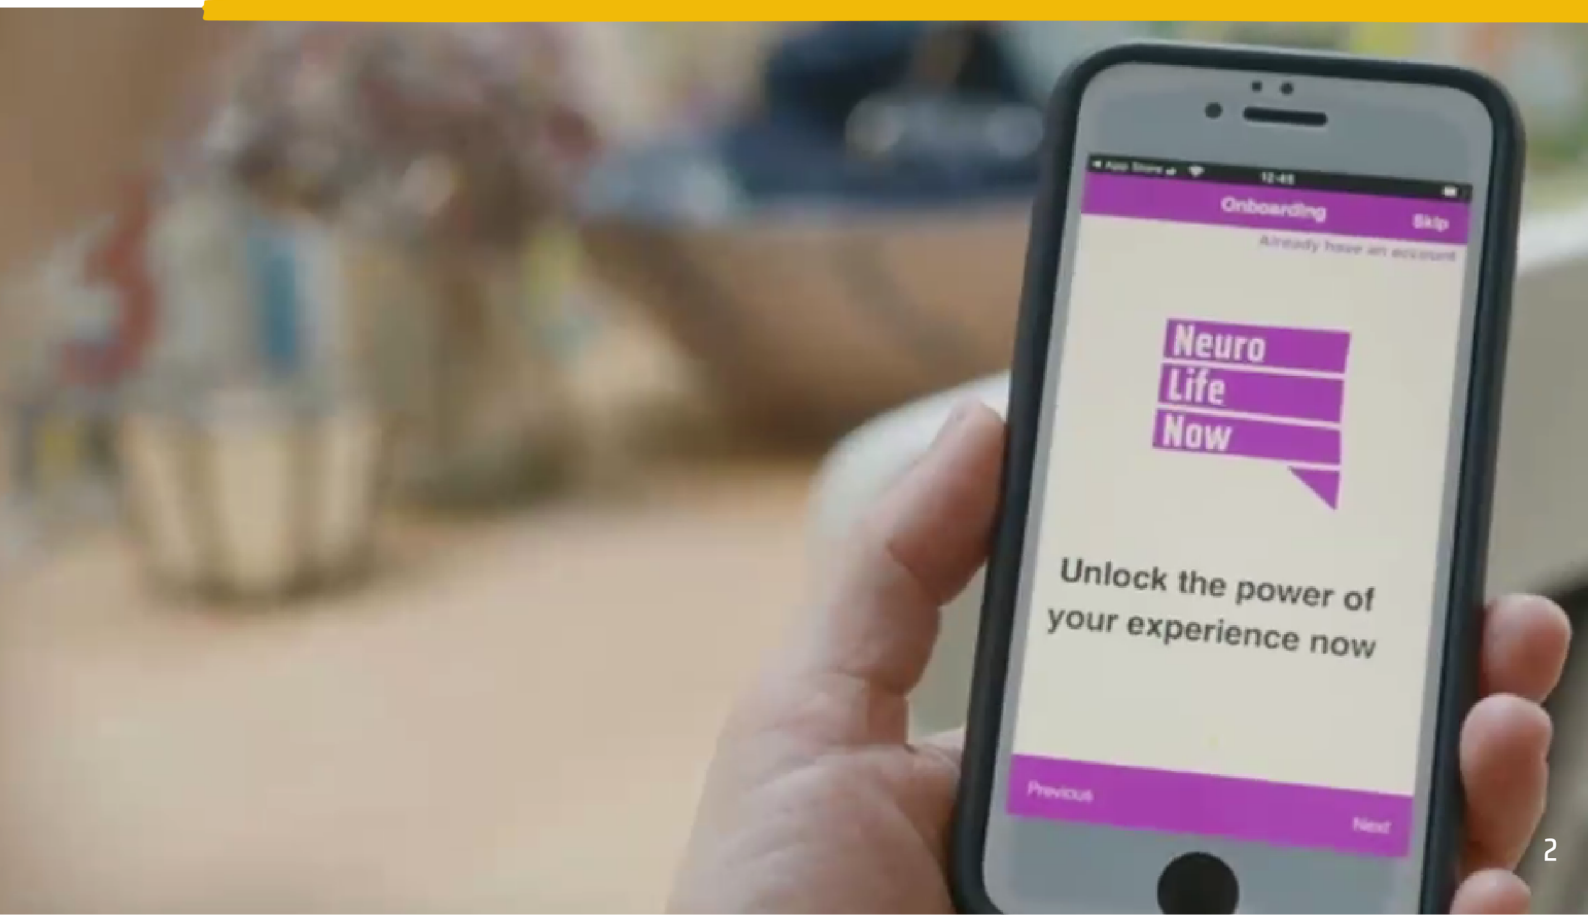 App Store
12:45
Onboarding
Skip
Already have an account
Neuro
Life
Now
Unlock the power of
your experience now
Previous
Next
2